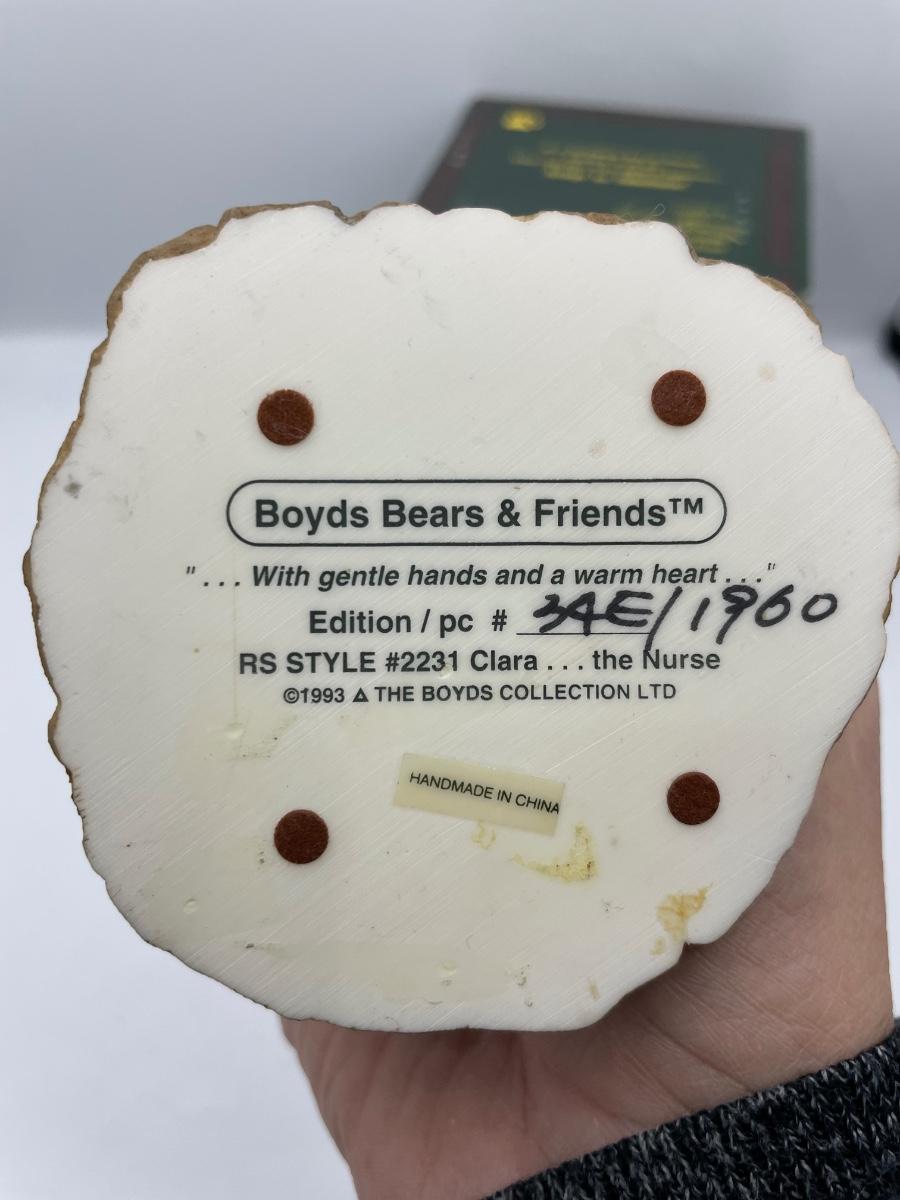 Boyds Bears & Friends™
"... With gentle hands and a warm heart ..."
Edition / pc # 34E/1960
RS STYLE #2231 Clara ... the Nurse
©1993 △ THE BOYDS COLLECTION LTD
HANDMADE IN CHINA